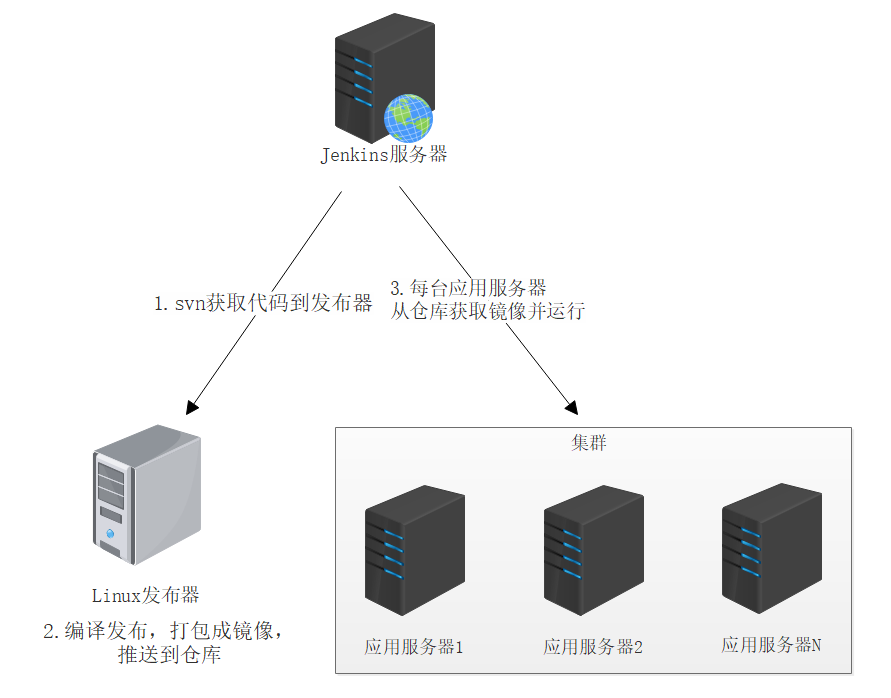 Jenkins服务器
1.svn获取代码到发布器
3.每台应用服务器
从仓库获取镜像并运行
集群
Linux发布器
2.编译发布，打包成镜像，
推送到仓库
应用服务器1
应用服务器2
应用服务器N